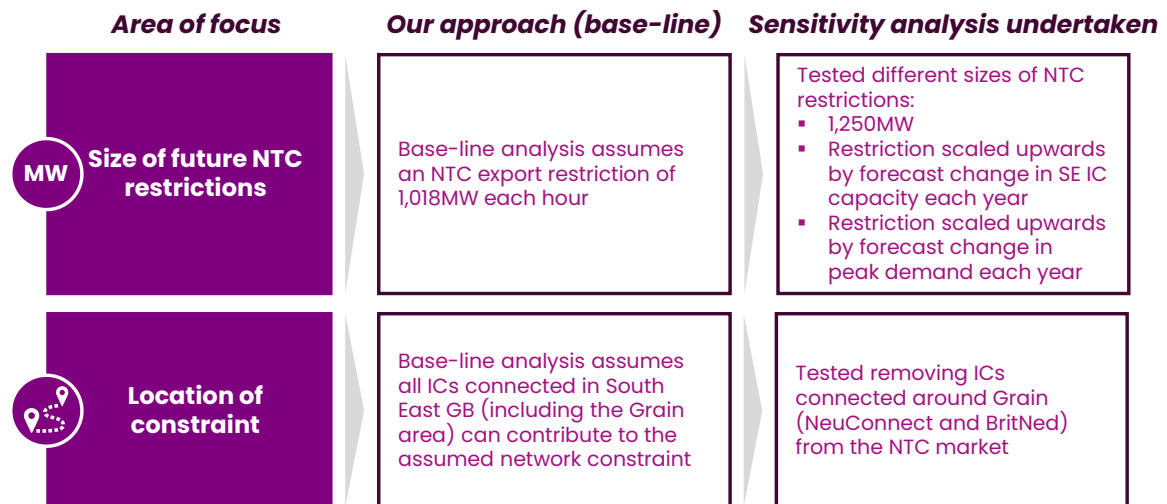 Area of focus
Our approach (base-line)
Sensitivity analysis undertaken
MW
Size of future NTC
restrictions
Base-line analysis assumes
an NTC export restriction of
1,018MW each hour
Tested different sizes of NTC
restrictions:
▪ 1,250MW
▪ Restriction scaled upwards
by forecast change in SE IC
capacity each year
▪ Restriction scaled upwards
by forecast change in
peak demand each year
Location of
constraint
Base-line analysis assumes
all ICs connected in South
East GB (including the Grain
area) can contribute to the
assumed network constraint
Tested removing ICs
connected around Grain
(NeuConnect and BritNed)
from the NTC market